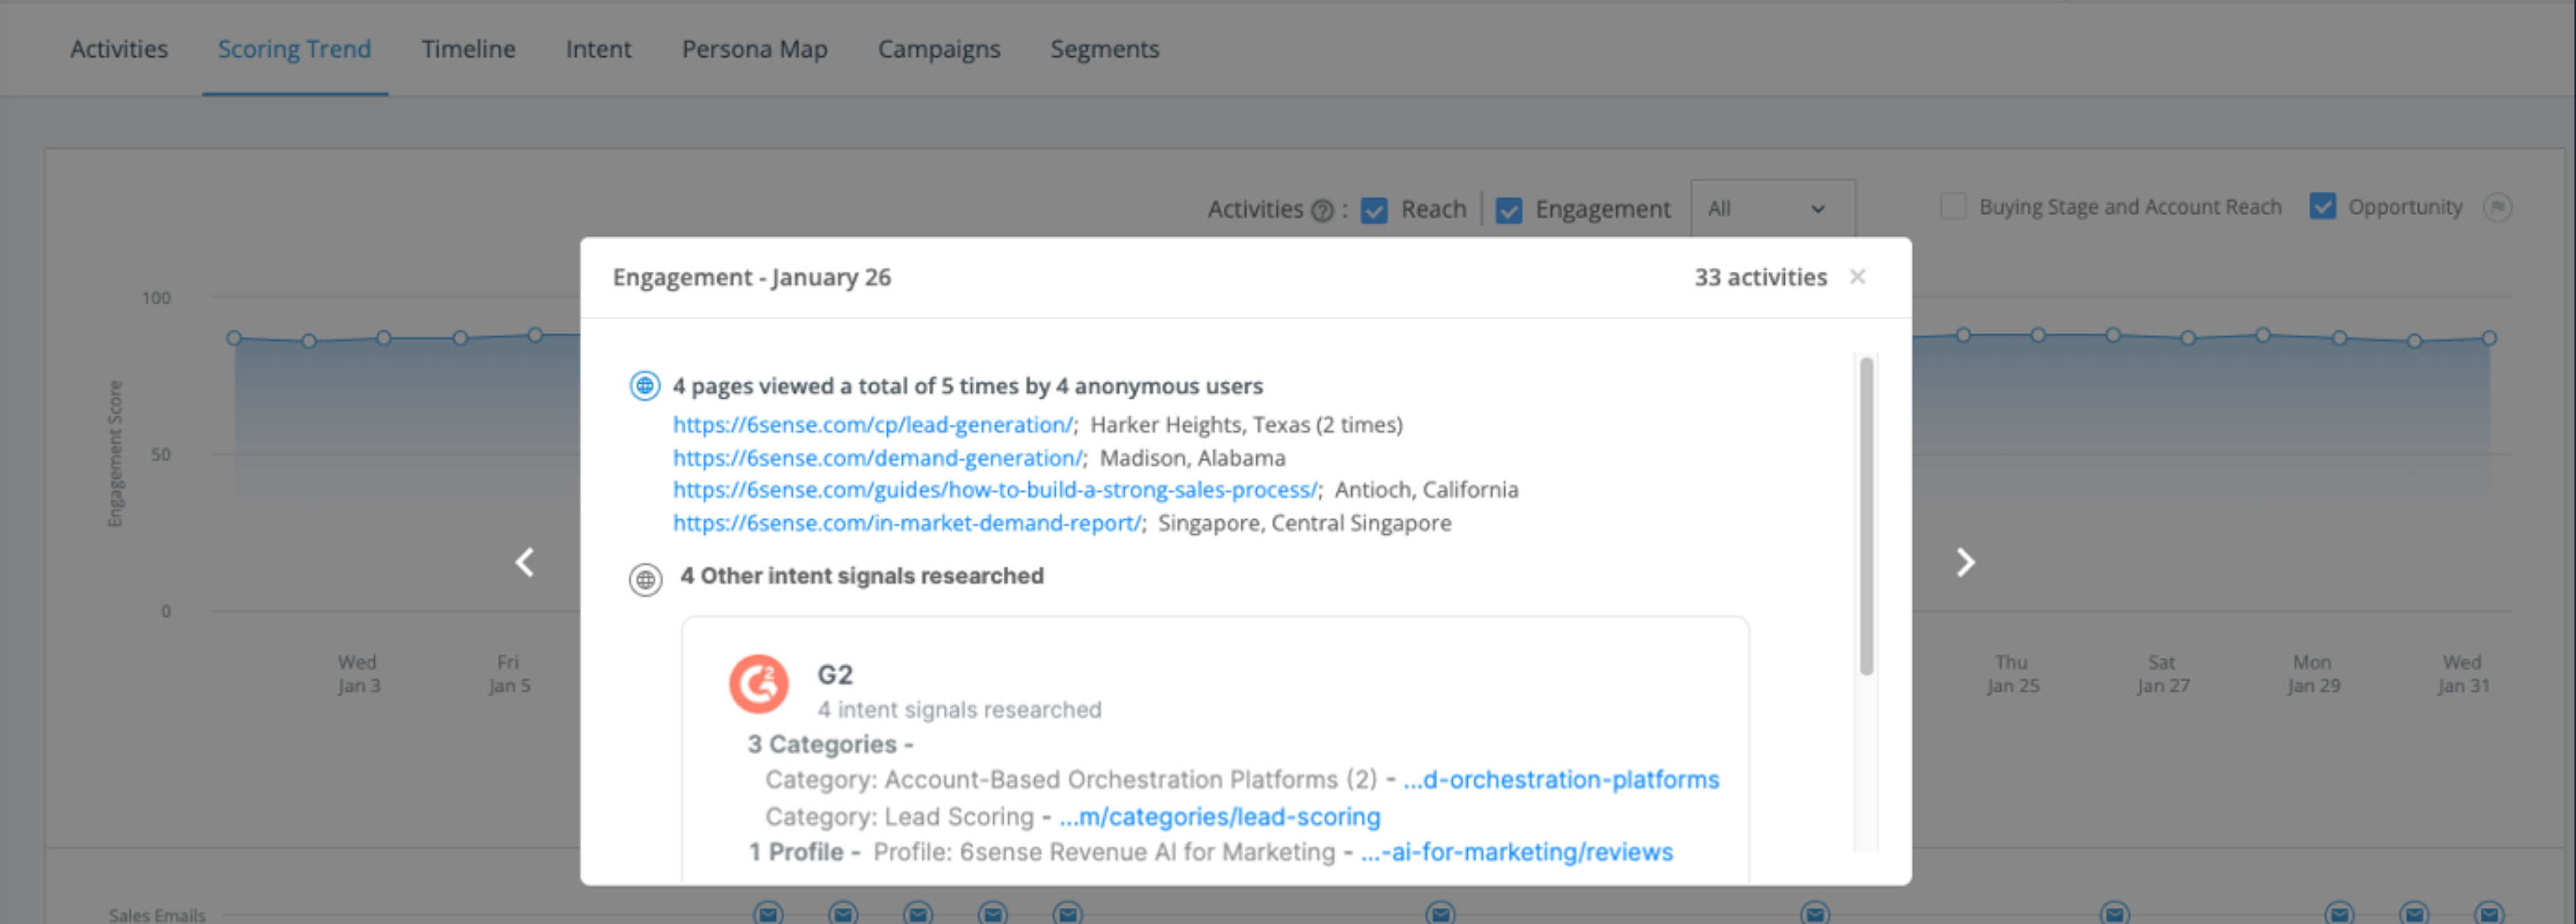 Activities Scoring Trend Timeline Intent Persona Map Campaigns Segments
Activities ? : Reach Engagement All Buying Stage and Account Reach Opportunity
Engagement - January 26 33 activities
4 pages viewed a total of 5 times by 4 anonymous users
https://6sense.com/cp/lead-generation/; Harker Heights, Texas (2 times)
https://6sense.com/demand-generation/; Madison, Alabama
https://6sense.com/guides/how-to-build-a-strong-sales-process/; Antioch, California
https://6sense.com/in-market-demand-report/; Singapore, Central Singapore
4 Other intent signals researched
G2
4 intent signals researched
3 Categories -
Category: Account-Based Orchestration Platforms (2) - ...d-orchestration-platforms
Category: Lead Scoring - ...m/categories/lead-scoring
1 Profile - Profile: 6sense Revenue AI for Marketing - ...-ai-for-marketing/reviews
Engagement Score
100
50
0
Wed Fri Thu Sat Mon Wed
Jan 3 Jan 5 Jan 25 Jan 27 Jan 29 Jan 31
Sales Emails